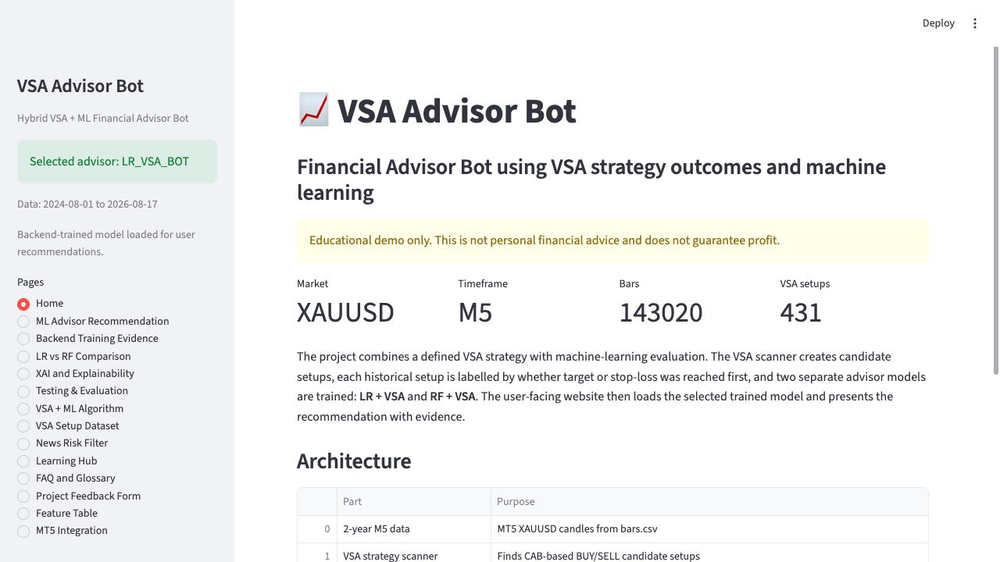 Deploy
VSA Advisor Bot
Hybrid VSA + ML Financial Advisor Bot
Selected advisor: LR_VSA_BOT
Data: 2024-08-01 to 2026-08-17
Backend-trained model loaded for user
recommendations.
Pages
Home
ML Advisor Recommendation
Backend Training Evidence
LR vs RF Comparison
XAI and Explainability
Testing & Evaluation
VSA + ML Algorithm
VSA Setup Dataset
News Risk Filter
Learning Hub
FAQ and Glossary
Project Feedback Form
Feature Table
MT5 Integration
VSA Advisor Bot
Financial Advisor Bot using VSA strategy outcomes and machine
learning
Educational demo only. This is not personal financial advice and does not guarantee profit.
Market Timeframe Bars VSA setups
XAUUSD M5 143020 431
The project combines a defined VSA strategy with machine-learning evaluation. The VSA scanner creates candidate
setups, each historical setup is labelled by whether target or stop-loss was reached first, and two separate advisor models
are trained: LR + VSA and RF + VSA. The user-facing website then loads the selected trained model and presents the
recommendation with evidence.
Architecture
Part Purpose
0 2-year M5 data MT5 XAUUSD candles from bars.csv
1 VSA strategy scanner Finds CAB-based BUY/SELL candidate setups